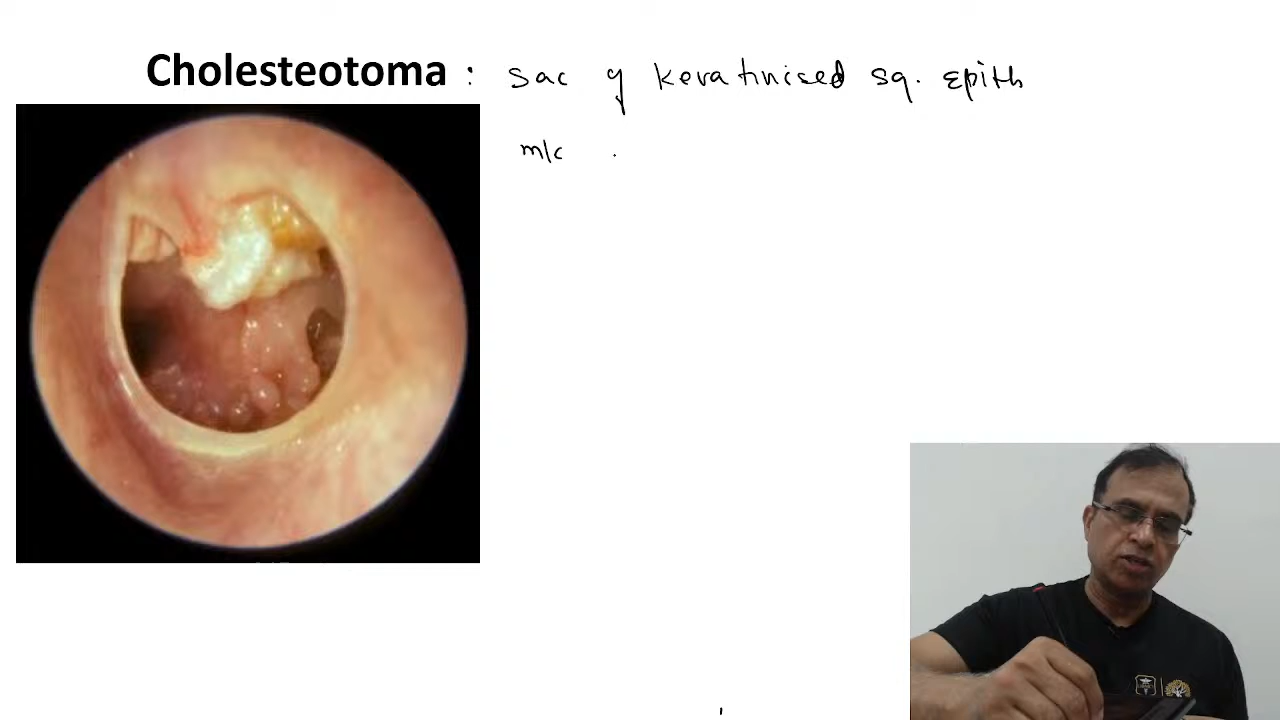 Cholesteotoma : Sac of keratinised sq. epith
m/c